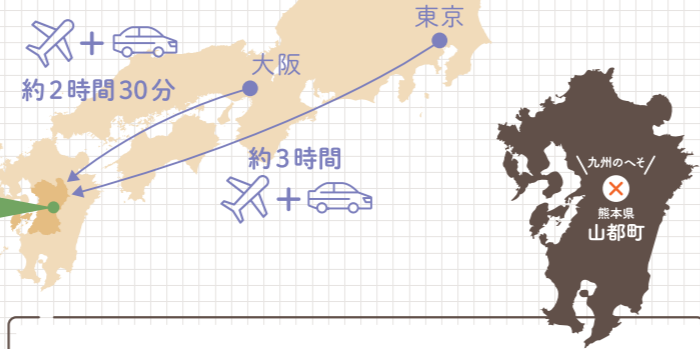 東京
大阪
約2時間30分
約3時間
九州のへそ
熊本県
山都町